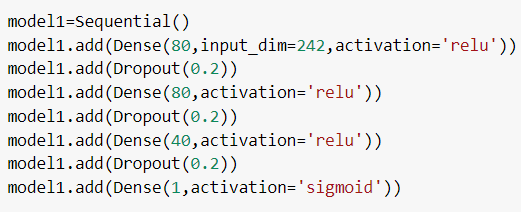 model1=Sequential()
model1.add(Dense(80,input_dim=242,activation='relu'))
model1.add(Dropout(0.2))
model1.add(Dense(80,activation='relu'))
model1.add(Dropout(0.2))
model1.add(Dense(40,activation='relu'))
model1.add(Dropout(0.2))
model1.add(Dense(1,activation='sigmoid'))